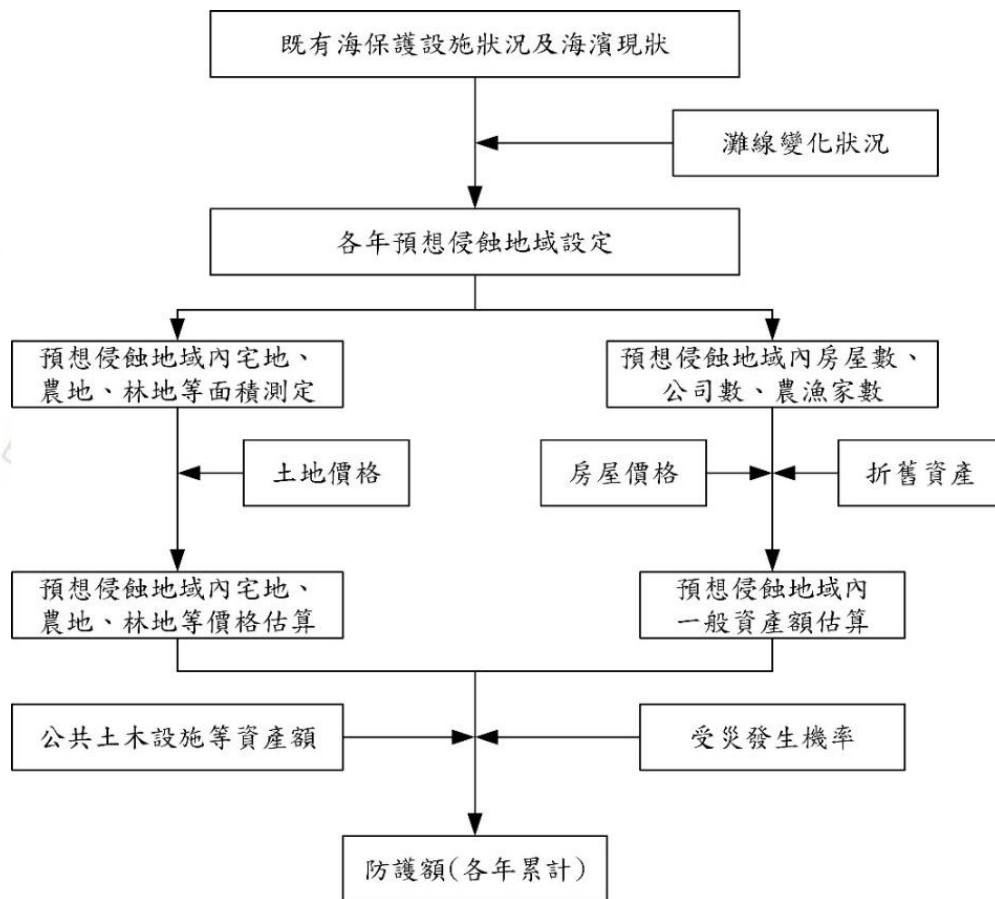 既有海保護設施狀況及海濱現狀
灘線變化狀況
各年預想侵蝕地域設定
預想侵蝕地域內宅地、
農地、林地等面積測定
預想侵蝕地域內房屋數、
公司數、農漁家數
土地價格
房屋價格
折舊資產
預想侵蝕地域內宅地、
農地、林地等價格估算
預想侵蝕地域內
一般資產額估算
公共土木設施等資產額
受災發生機率
防護額(各年累計)